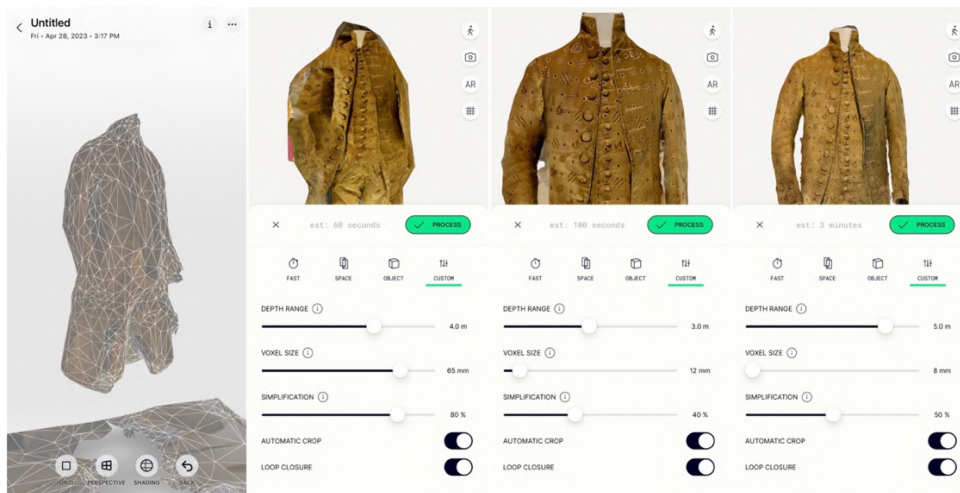 Untitled
Fri • Apr 28, 2023 • 3:17 PM
i
PERSPECTIVE
SHADING
BACK
AR
est: 60 seconds
PROCESS
FAST
SPACE
OBJECT
CUSTOM
DEPTH RANGE i
4.0 m
VOXEL SIZE i
65 mm
SIMPLIFICATION i
80 %
AUTOMATIC CROP
LOOP CLOSURE
AR
est: 100 seconds
PROCESS
FAST
SPACE
OBJECT
CUSTOM
DEPTH RANGE i
3.0 m
VOXEL SIZE i
12 mm
SIMPLIFICATION i
40 %
AUTOMATIC CROP
LOOP CLOSURE
AR
est: 3 minutes
PROCESS
FAST
SPACE
OBJECT
CUSTOM
DEPTH RANGE i
5.0 m
VOXEL SIZE i
SIMPLIFICATION i
50 %
AUTOMATIC CROP
LOOP CLOSURE